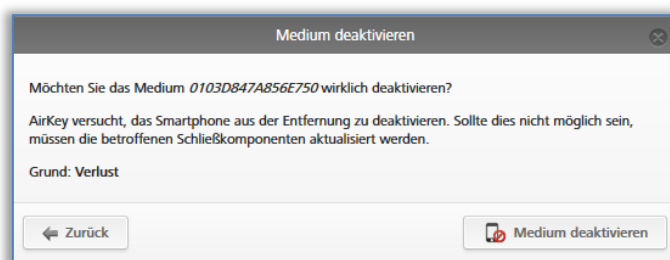 Medium deaktivieren
Möchten Sie das Medium 0103D847A856E750 wirklich deaktivieren?
AirKey versucht, das Smartphone aus der Entfernung zu deaktivieren. Sollte dies nicht möglich sein,
müssen die betroffenen Schließkomponenten aktualisiert werden.
Grund: Verlust
Zurück
Medium deaktivieren